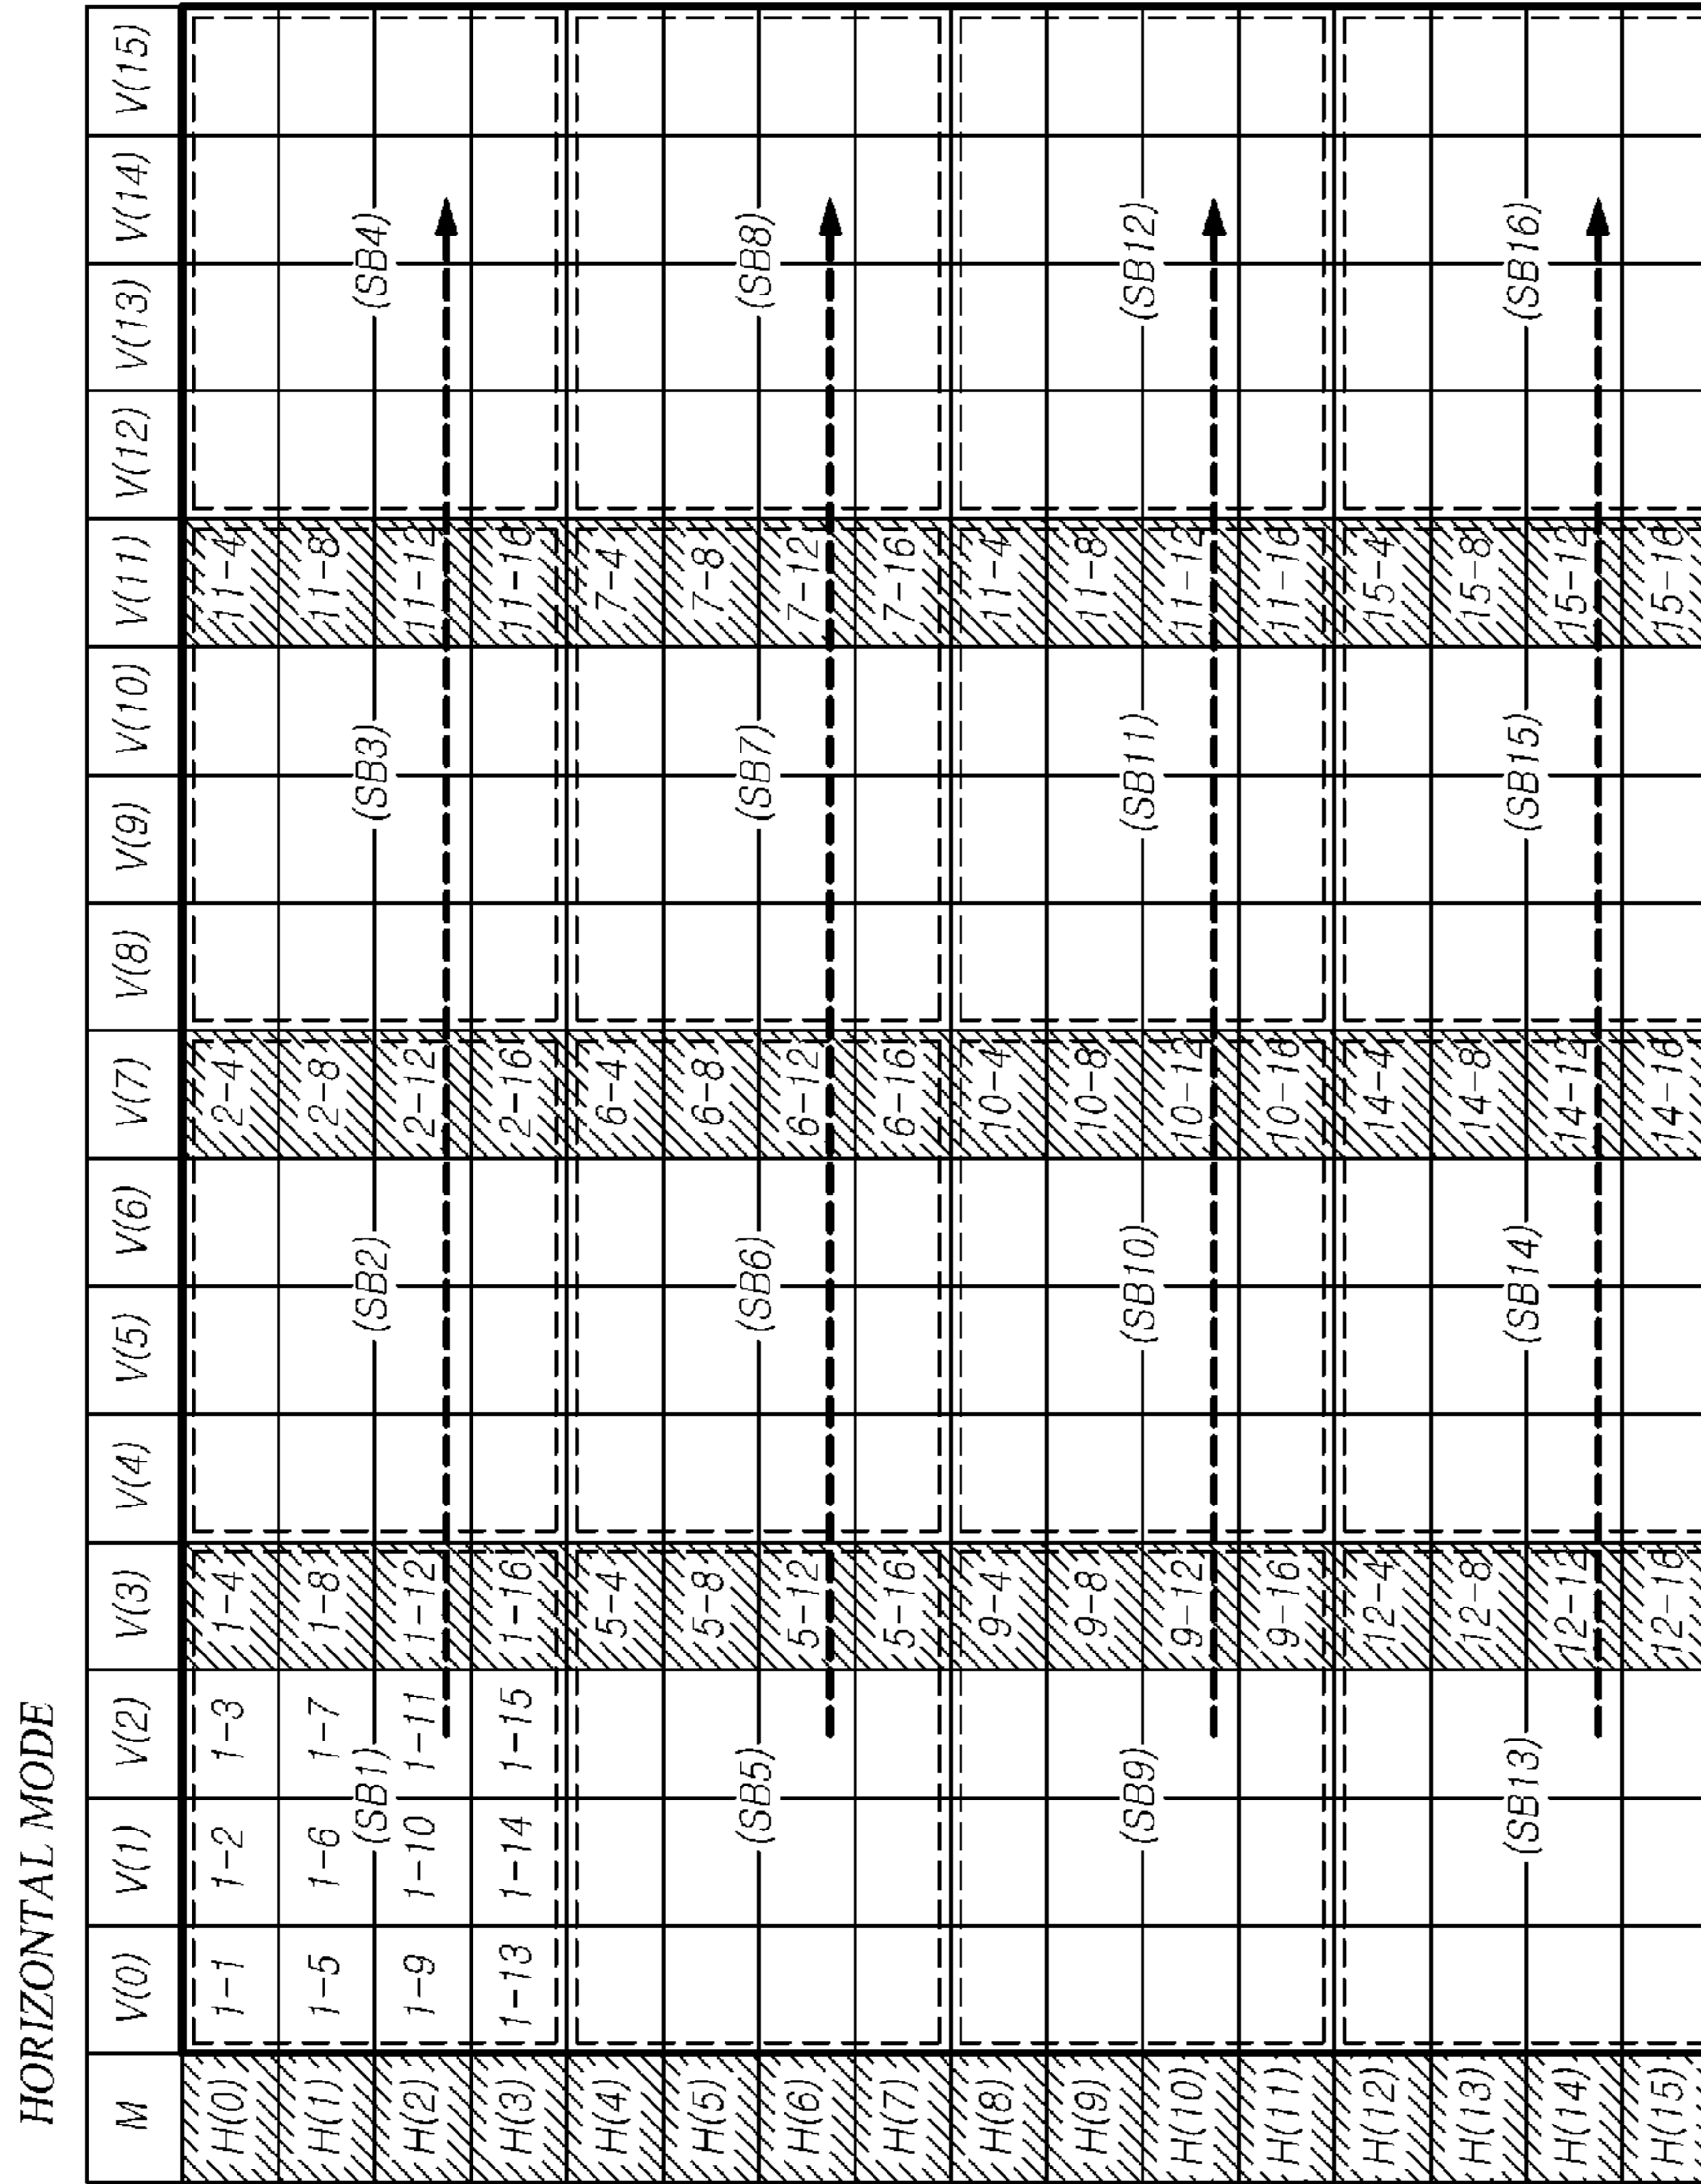 HORIZONTAL MODE
M V(0) V(1) V(2) V(3) V(4) V(5) V(6) V(7) V(8) V(9) V(10) V(11) V(12) V(13) V(14) V(15)
H(0) 1-1 1-2 1-3 1-4 2-4 11-4
H(1) 1-5 1-6 1-7 1-8 2-8 11-8
(SB1) (SB2) (SB3) (SB4)
H(2) 1-9 1-10 1-11 1-12 2-12 11-12
H(3) 1-13 1-14 1-15 1-16 2-16 11-16
H(4) 5-4 6-4 7-4
H(5) 5-8 6-8 7-8
(SB5) (SB6) (SB7) (SB8)
H(6) 5-12 6-12 7-12
H(7) 5-16 6-16 7-16
H(8) 9-4 10-4 11-4
H(9) 9-8 10-8 11-8
(SB9) (SB10) (SB11) (SB12)
H(10) 9-12 10-12 11-12
H(11) 9-16 10-16 11-16
H(12) 12-4 14-4 15-4
H(13) 12-8 14-8 15-8
(SB13) (SB14) (SB15) (SB16)
H(14) 12-12 14-12 15-12
H(15) 12-16 14-16 15-16